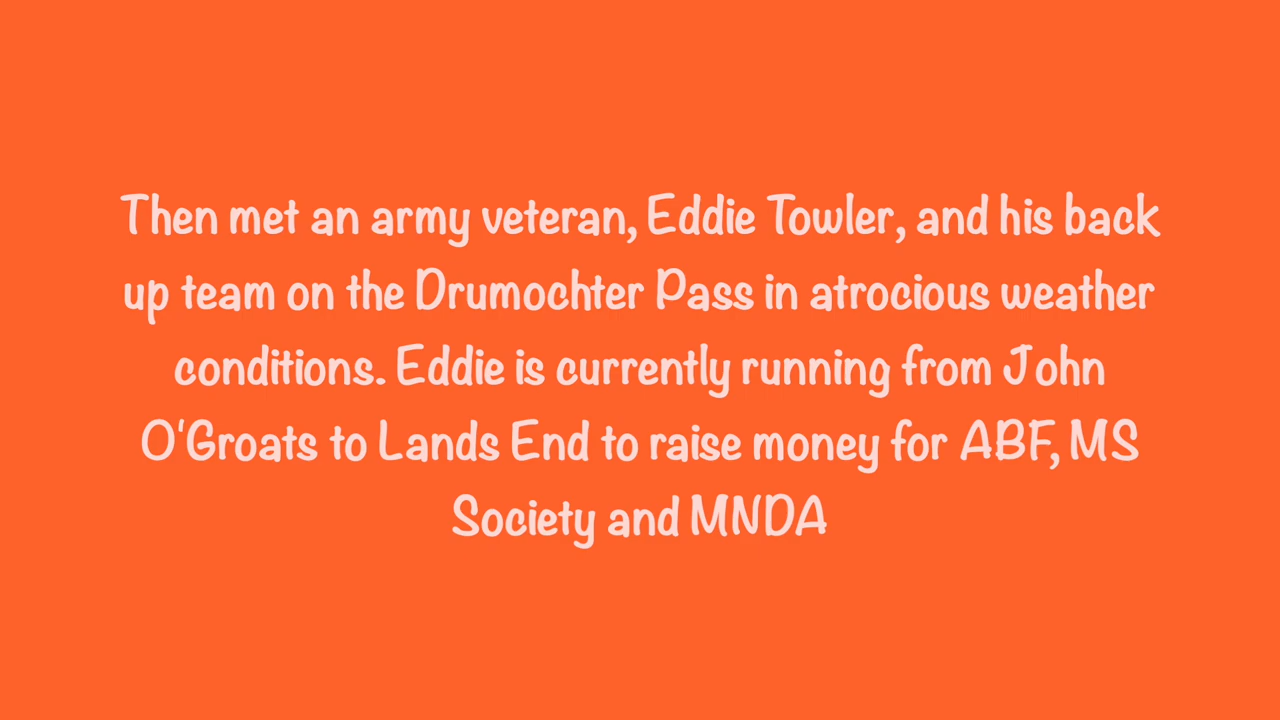 Then met an army veteran, Eddie Towler, and his back
up team on the Drumochter Pass in atrocious weather
conditions. Eddie is currently running from John
O'Groats to Lands End to raise money for ABF, MS
Society and MNDA